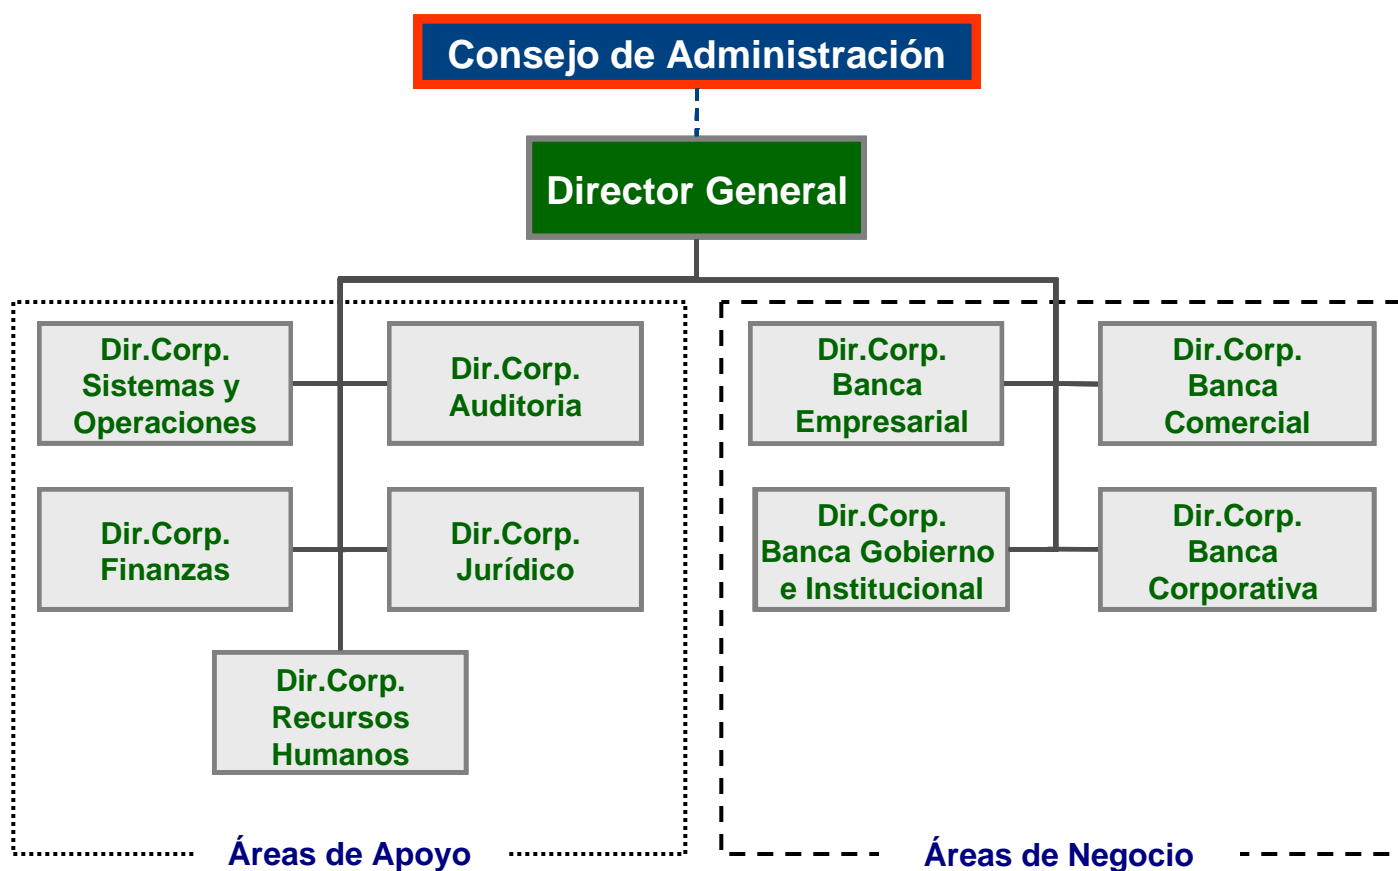 Consejo de Administración
Director General
Dir.Corp.
Sistemas y
Operaciones
Dir.Corp.
Auditoria
Dir.Corp.
Finanzas
Dir.Corp.
Jurídico
Dir.Corp.
Recursos
Humanos
Áreas de Apoyo
Dir.Corp.
Banca
Empresarial
Dir.Corp.
Banca
Comercial
Dir.Corp.
Banca Gobierno
e Institucional
Dir.Corp.
Banca
Corporativa
Áreas de Negocio